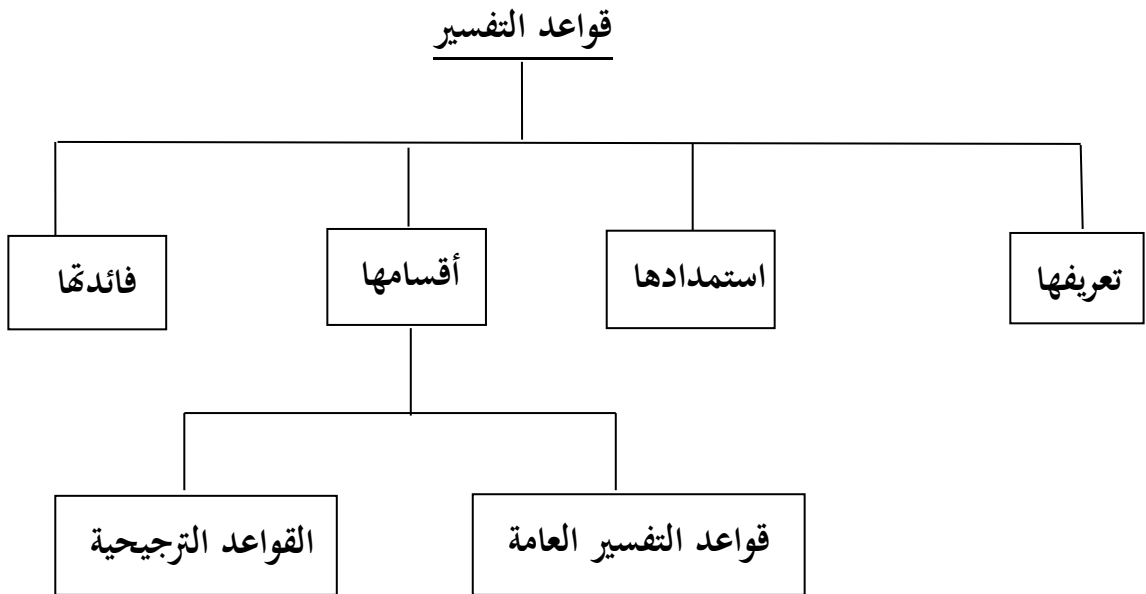 قواعد التفسير
تعريفها
استمدادها
أقسامها
فائدتها
قواعد التفسير العامة
القواعد الترجيحية